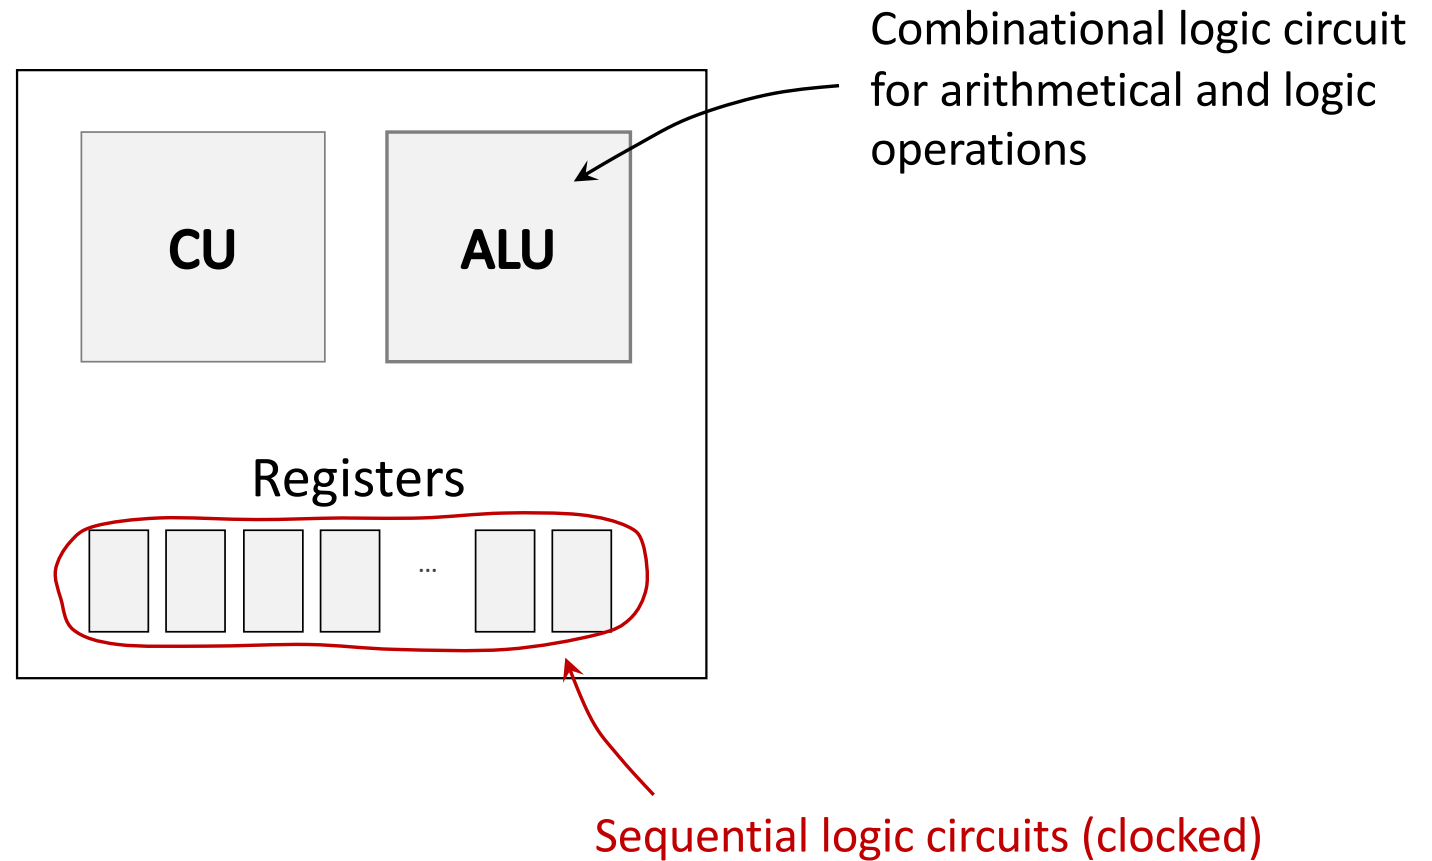 Combinational logic circuit
for arithmetical and logic
operations
CU
ALU
Registers
...
Sequential logic circuits (clocked)